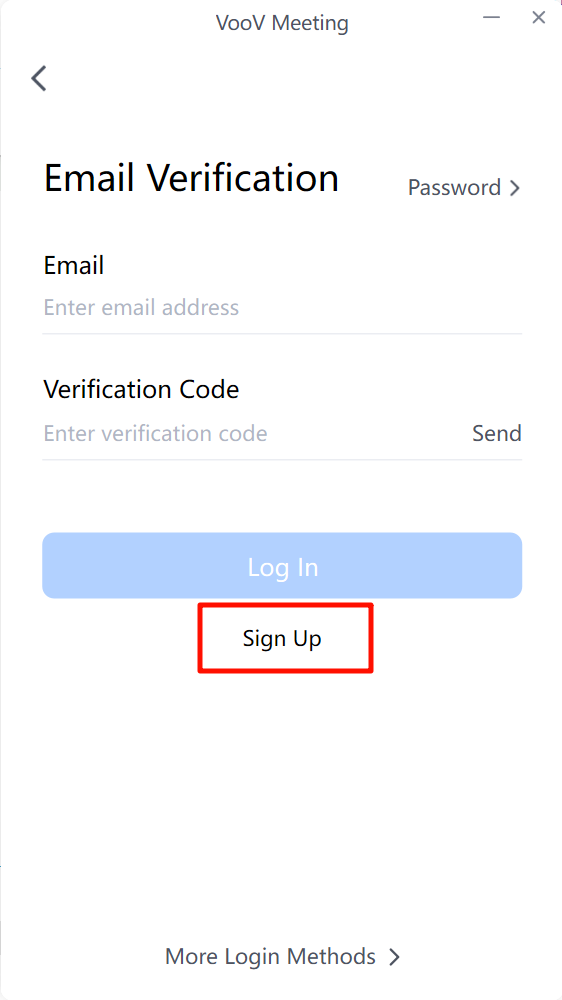 VooV Meeting
Email Verification
Password
Email
Enter email address
Verification Code
Enter verification code
Send
Log In
Sign Up
More Login Methods